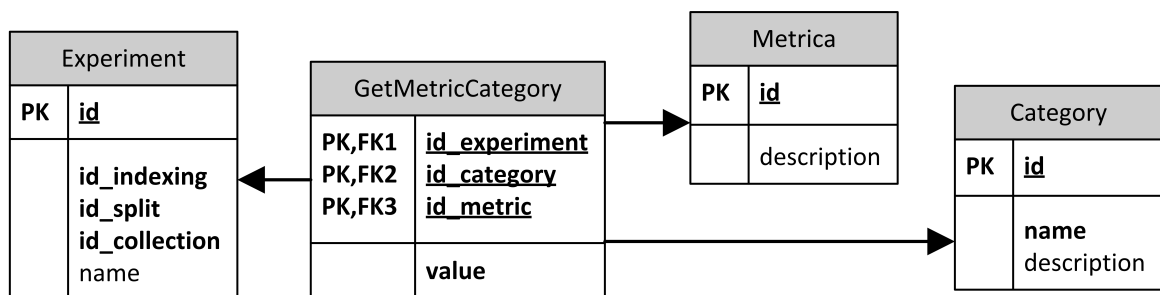 Experiment
PK id
id_indexing
id_split
id_collection
name
GetMetricCategory
PK,FK1 id_experiment
PK,FK2 id_category
PK,FK3 id_metric
value
Metrica
PK id
description
Category
PK id
name
description